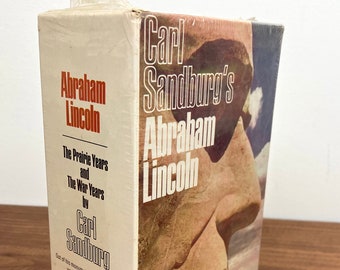 Abraham
Lincoln
The Prairie Years
and
The War Years
by
Carl
Sandburg
Carl
Sandburg's
Abraham
Lincoln